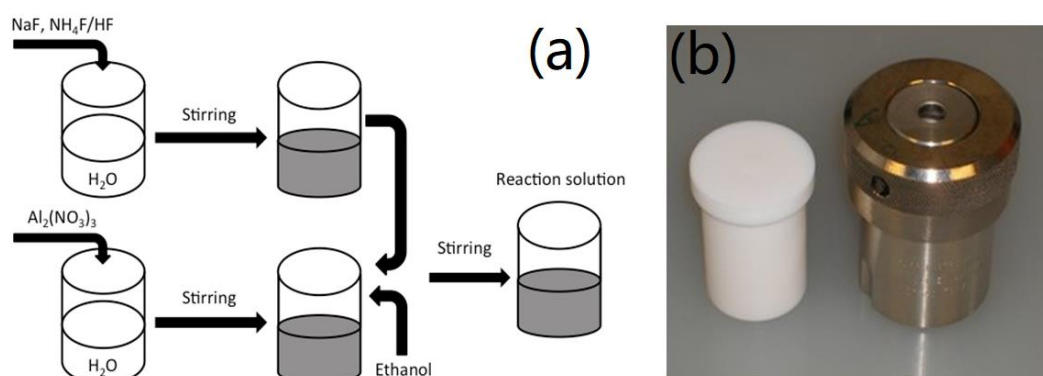 NaF, NH₄F/HF
(a)
(b)
Stirring
H₂O
Reaction solution
Al₂(NO₃)₃
Stirring
Stirring
H₂O
Ethanol